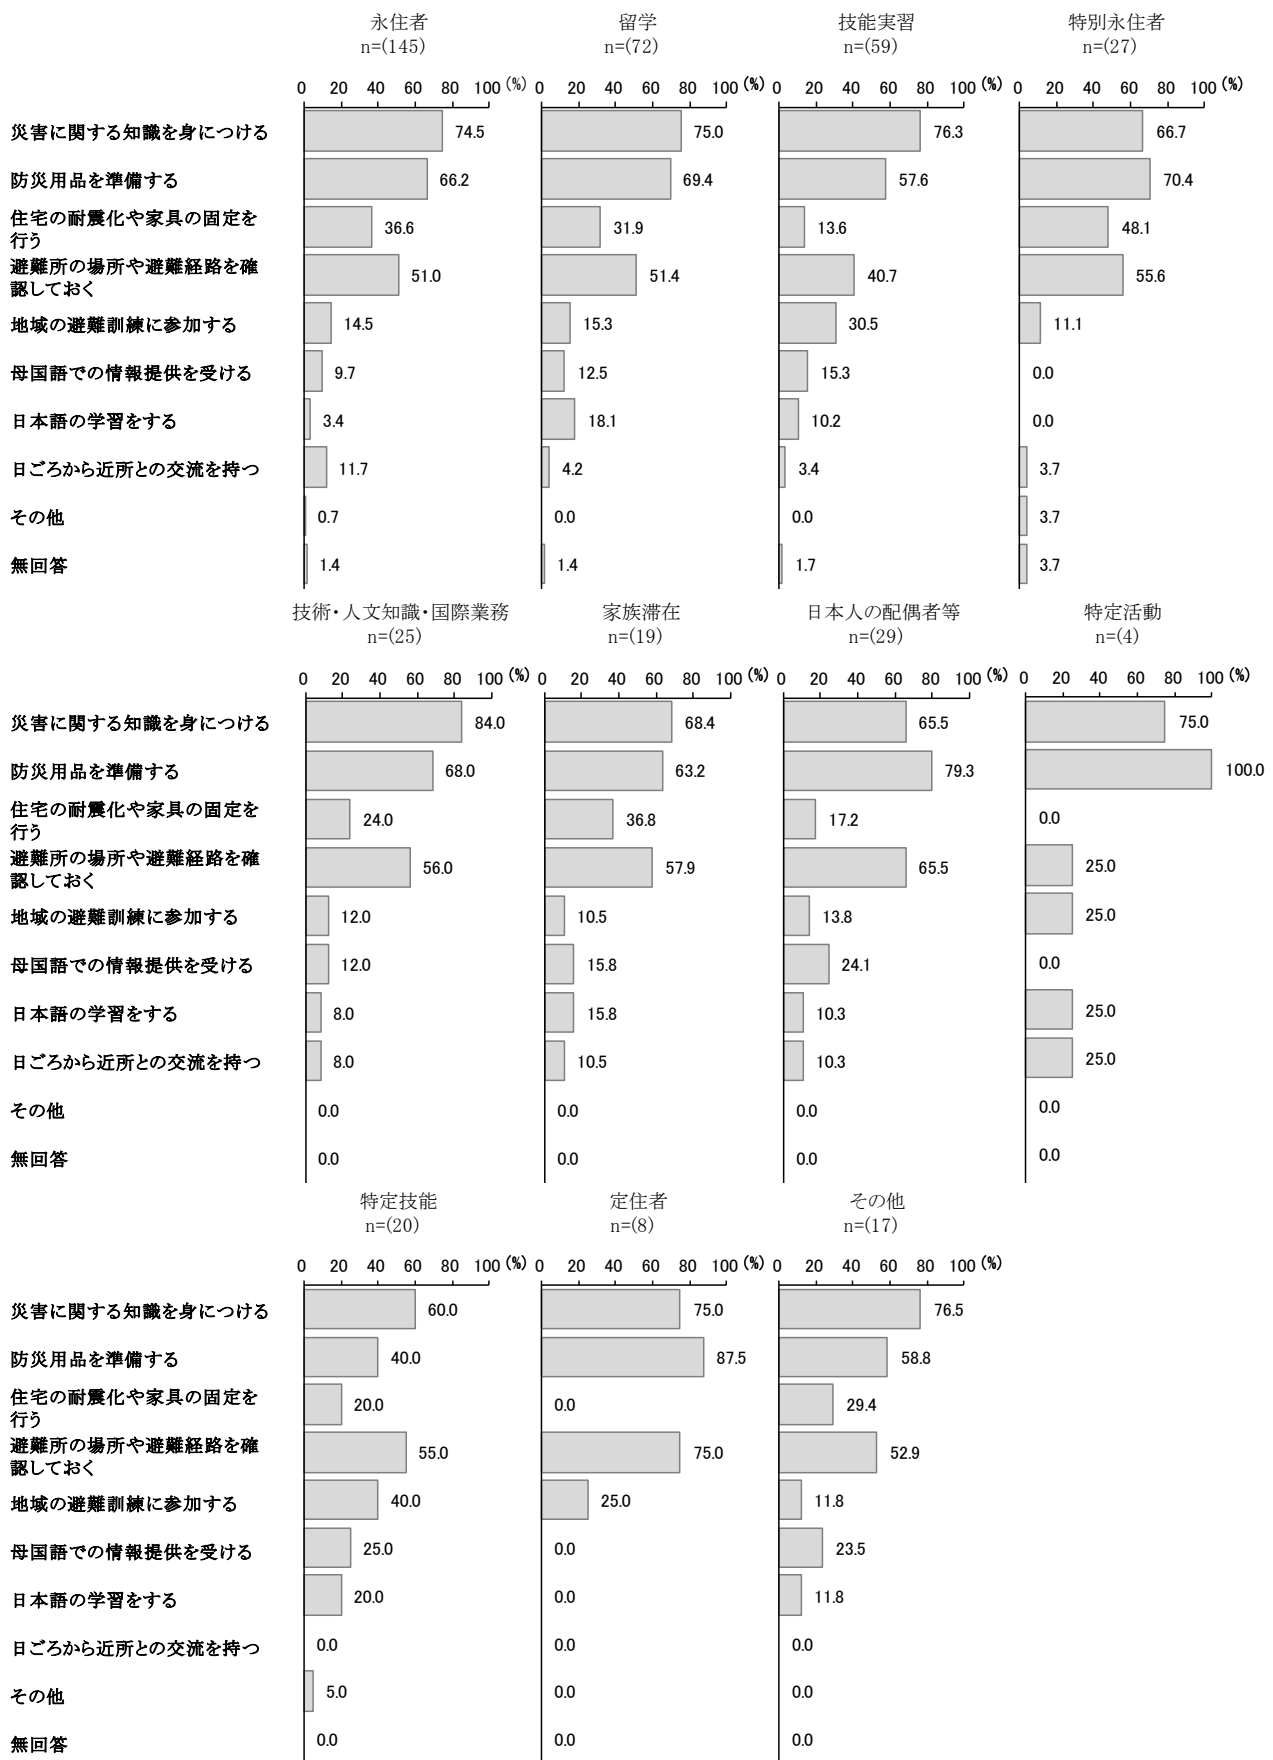 永住者 留学 技能実習 特別永住者
n=(145) n=(72) n=(59) n=(27)
0 20 40 60 80 100 (%) 0 20 40 60 80 100 (%) 0 20 40 60 80 100 (%) 0 20 40 60 80 100 (%)
災害に関する知識を身につける 74.5 75.0 76.3 66.7
防災用品を準備する 66.2 69.4 57.6 70.4
住宅の耐震化や家具の固定を
行う 36.6 31.9 13.6 48.1
避難所の場所や避難経路を確
認しておく 51.0 51.4 40.7 55.6
地域の避難訓練に参加する 14.5 15.3 30.5 11.1
母国語での情報提供を受ける 9.7 12.5 15.3 0.0
日本語の学習をする 3.4 18.1 10.2 0.0
日ごろから近所との交流を持つ 11.7 4.2 3.4 3.7
その他 0.7 0.0 0.0 3.7
無回答 1.4 1.4 1.7 3.7
技術・人文知識・国際業務 家族滞在 日本人の配偶者等 特定活動
n=(25) n=(19) n=(29) n=(4)
0 20 40 60 80 100 (%) 0 20 40 60 80 100 (%) 0 20 40 60 80 100 (%) 0 20 40 60 80 100 (%)
災害に関する知識を身につける 84.0 68.4 65.5 75.0
防災用品を準備する 68.0 63.2 79.3 100.0
住宅の耐震化や家具の固定を
行う 24.0 36.8 17.2 0.0
避難所の場所や避難経路を確
認しておく 56.0 57.9 65.5 25.0
地域の避難訓練に参加する 12.0 10.5 13.8 25.0
母国語での情報提供を受ける 12.0 15.8 24.1 0.0
日本語の学習をする 8.0 15.8 10.3 25.0
日ごろから近所との交流を持つ 8.0 10.5 10.3 25.0
その他 0.0 0.0 0.0 0.0
無回答 0.0 0.0 0.0 0.0
特定技能 定住者 その他
n=(20) n=(8) n=(17)
0 20 40 60 80 100 (%) 0 20 40 60 80 100 (%) 0 20 40 60 80 100 (%)
災害に関する知識を身につける 60.0 75.0 76.5
防災用品を準備する 40.0 87.5 58.8
住宅の耐震化や家具の固定を
行う 20.0 0.0 29.4
避難所の場所や避難経路を確
認しておく 55.0 75.0 52.9
地域の避難訓練に参加する 40.0 25.0 11.8
母国語での情報提供を受ける 25.0 0.0 23.5
日本語の学習をする 20.0 0.0 11.8
日ごろから近所との交流を持つ 0.0 0.0 0.0
その他 5.0 0.0 0.0
無回答 0.0 0.0 0.0